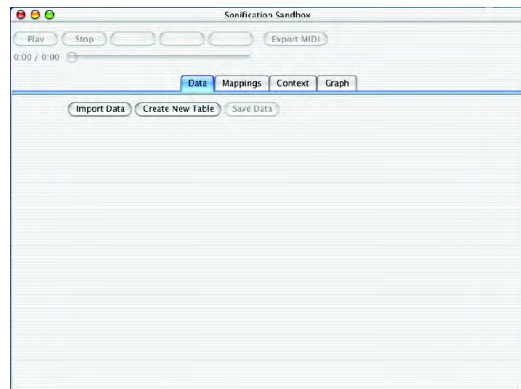 Sonification Sandbox
Play Stop Export MIDI
0:00 / 0:00
Data Mappings Context Graph
Import Data Create New Table Save Data